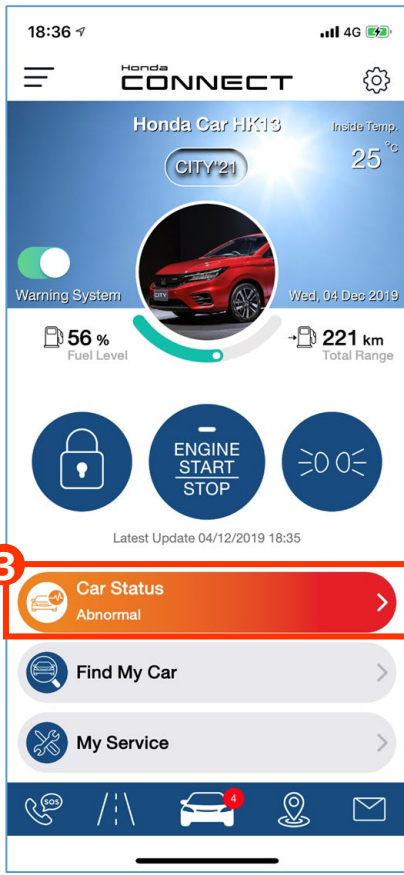 18:36
4G
Honda
CONNECT
Honda Car HK13
Inside Temp.
CITY'21
25 °C
CITY
Warning System
Wed, 04 Dec 2019
56 %
Fuel Level
221 km
Total Range
ENGINE
START
STOP
Latest Update 04/12/2019 18:35
3
Car Status
Abnormal
Find My Car
My Service
SOS
4